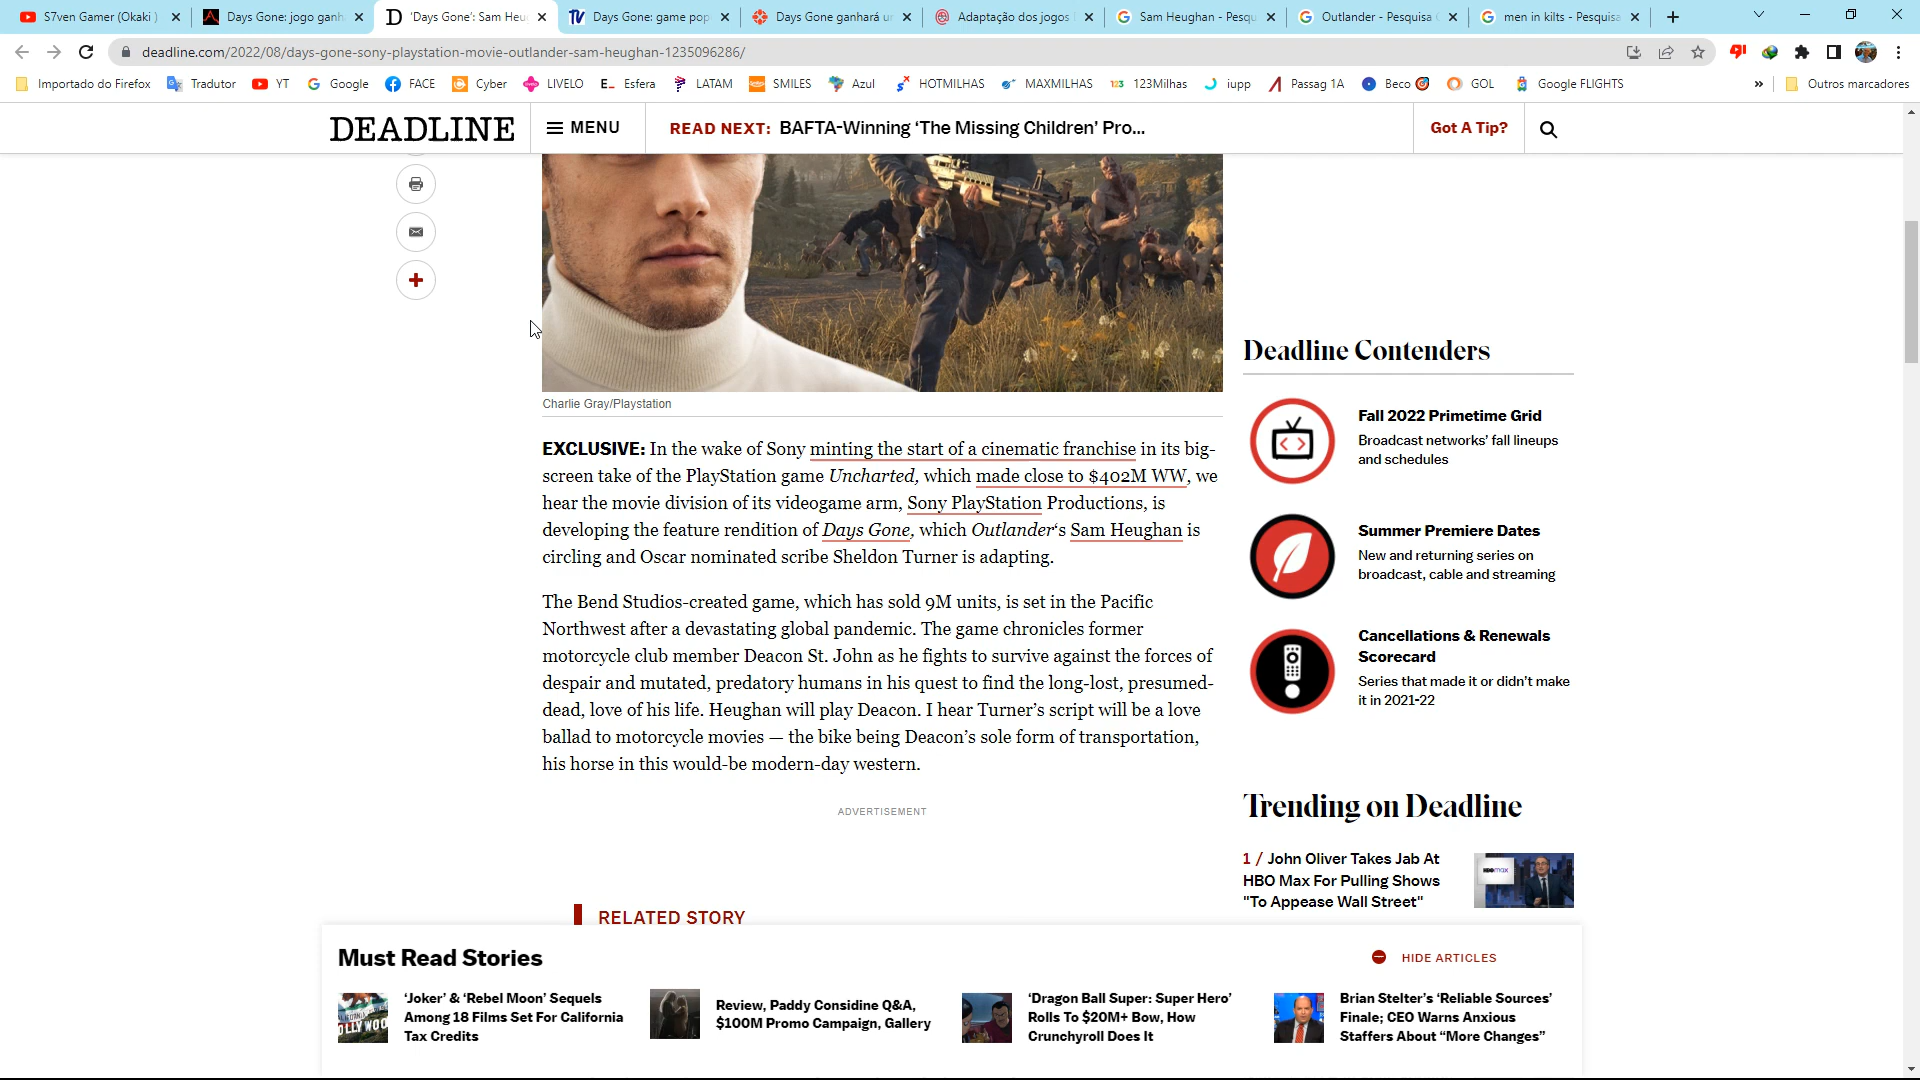 S7ven Gamer (Okaki )
Days Gone: jogo ganh
'Days Gone': Sam Heu
Days Gone: game pop
Days Gone ganhará u
Adaptação dos jogos
Sam Heughan - Pesqu
Outlander - Pesquisa
men in kilts - Pesquisa
deadline.com/2022/08/days-gone-sony-playstation-movie-outlander-sam-heughan-1235096286/
Importado do Firefox
Tradutor
YT
Google
FACE
Cyber
LIVELO
Esfera
LATAM
SMILES
Azul
HOTMILHAS
MAXMILHAS
123Milhas
iupp
Passag 1A
Beco
GOL
Google FLIGHTS
»
Outros marcadores
DEADLINE
MENU
READ NEXT: BAFTA-Winning ‘The Missing Children’ Pro...
Got A Tip?
Charlie Gray/Playstation
EXCLUSIVE: In the wake of Sony minting the start of a cinematic franchise in its big-
screen take of the PlayStation game Uncharted, which made close to $402M WW, we
hear the movie division of its videogame arm, Sony PlayStation Productions, is
developing the feature rendition of Days Gone, which Outlander‘s Sam Heughan is
circling and Oscar nominated scribe Sheldon Turner is adapting.
The Bend Studios-created game, which has sold 9M units, is set in the Pacific
Northwest after a devastating global pandemic. The game chronicles former
motorcycle club member Deacon St. John as he fights to survive against the forces of
despair and mutated, predatory humans in his quest to find the long-lost, presumed-
dead, love of his life. Heughan will play Deacon. I hear Turner’s script will be a love
ballad to motorcycle movies — the bike being Deacon’s sole form of transportation,
his horse in this would-be modern-day western.
ADVERTISEMENT
RELATED STORY
Deadline Contenders
Fall 2022 Primetime Grid
Broadcast networks’ fall lineups
and schedules
Summer Premiere Dates
New and returning series on
broadcast, cable and streaming
Cancellations & Renewals
Scorecard
Series that made it or didn’t make
it in 2021-22
Trending on Deadline
1 / John Oliver Takes Jab At
HBO Max For Pulling Shows
"To Appease Wall Street"
HBOmax
Must Read Stories
HIDE ARTICLES
‘Joker’ & ‘Rebel Moon’ Sequels
Among 18 Films Set For California
Tax Credits
Review, Paddy Considine Q&A,
$100M Promo Campaign, Gallery
‘Dragon Ball Super: Super Hero’
Rolls To $20M+ Bow, How
Crunchyroll Does It
Brian Stelter’s ‘Reliable Sources’
Finale; CEO Warns Anxious
Staffers About “More Changes”